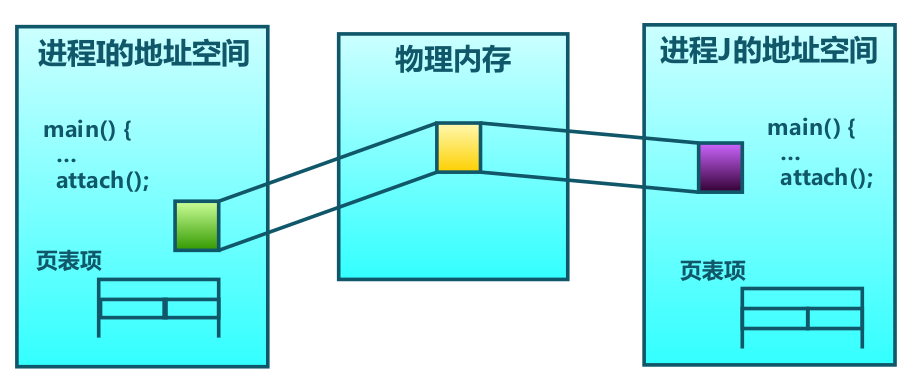 进程I的地址空间
main() {
...
attach();
页表项
物理内存
进程J的地址空间
main() {
...
attach();
页表项